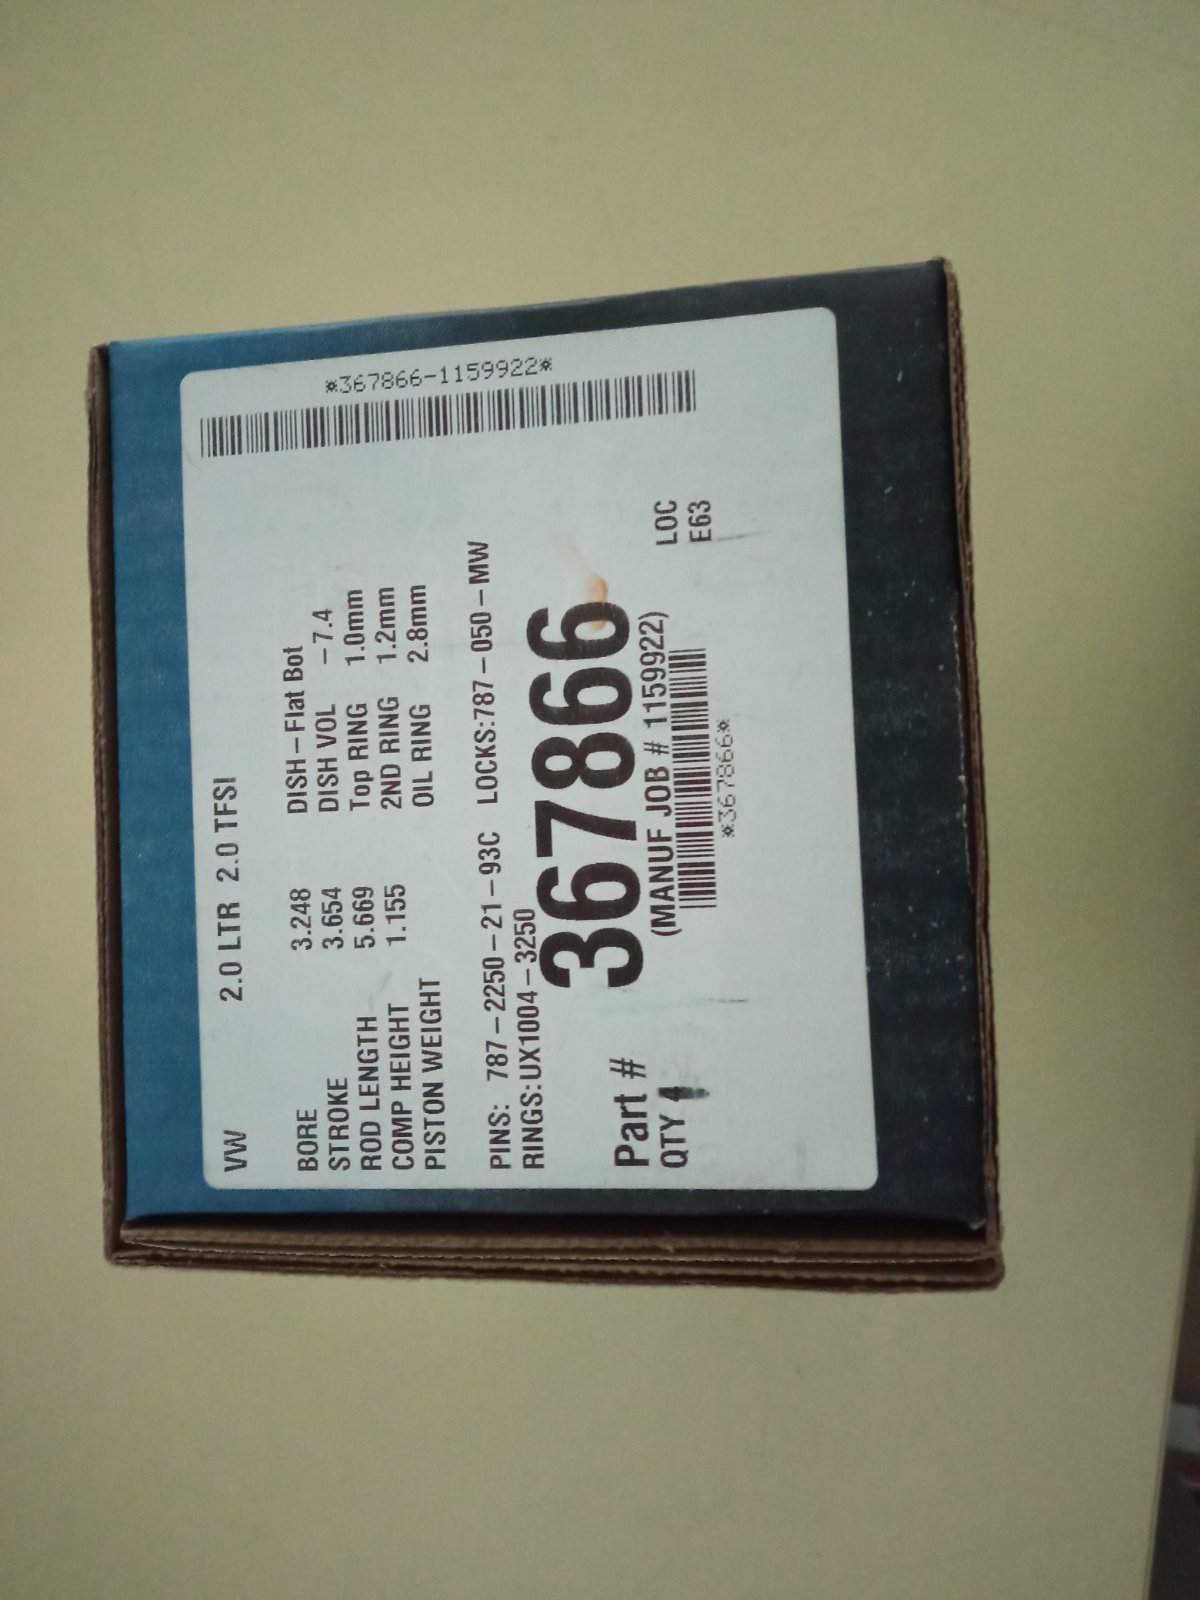 VW 2.0 LTR 2.0 TFSI
BORE 3.248 DISH-Flat Bot
STROKE 3.654 DISH VOL -7.4
ROD LENGTH 5.669 Top RING 1.0mm
COMP HEIGHT 1.155 2ND RING 1.2mm
PISTON WEIGHT OIL RING 2.8mm
PINS: 787-2250-21-93C LOCKS:787-050-MW
RINGS:UX1004-3250
Part # 367866
QTY 4 (MANUF JOB # 1159922) LOC
E63
*367866*
*367866-1159922*